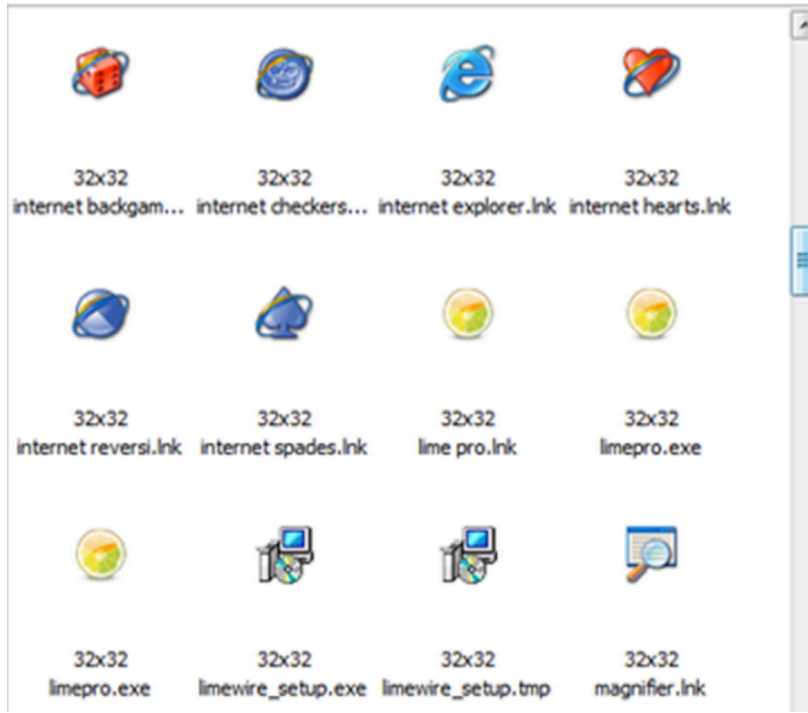 32x32 32x32 32x32 32x32
internet backgam... internet checkers... internet explorer.lnk internet hearts.lnk
32x32 32x32 32x32 32x32
internet reversi.lnk internet spades.lnk lime pro.lnk limepro.exe
32x32 32x32 32x32 32x32
limepro.exe limewire_setup.exe limewire_setup.tmp magnifier.lnk